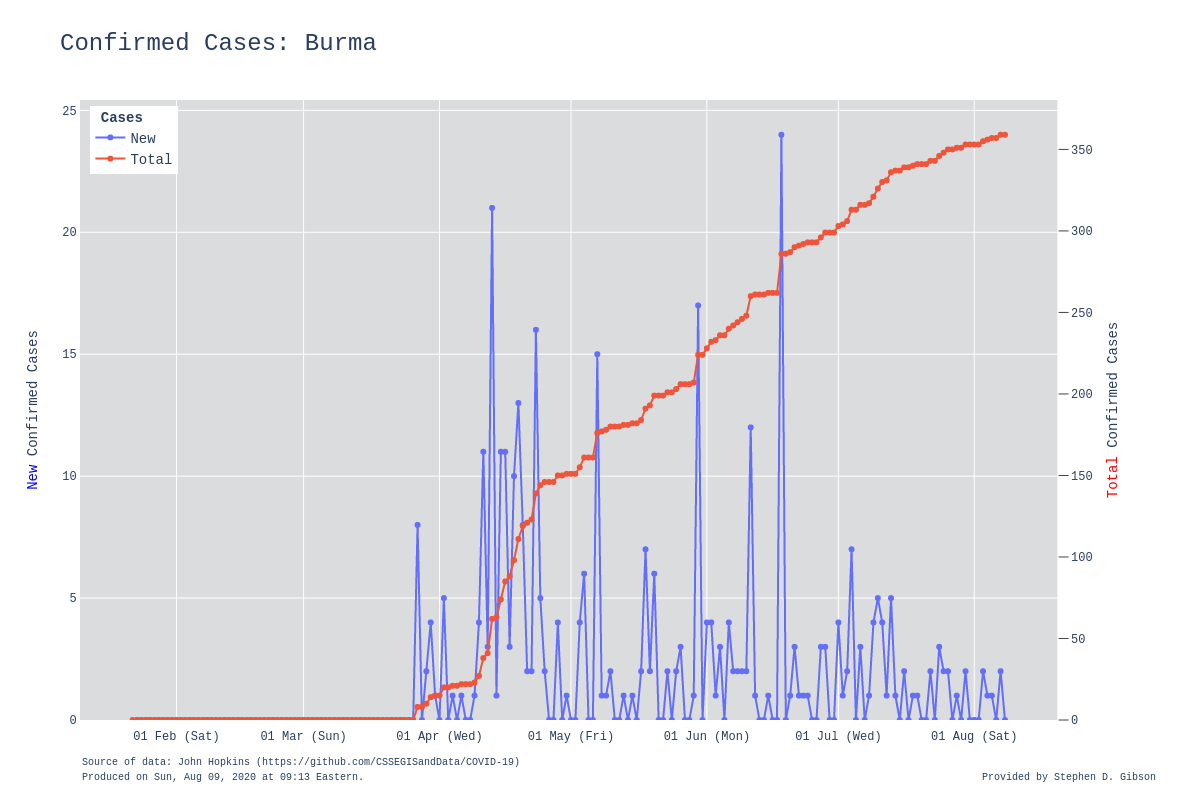 Confirmed Cases: Burma
Cases
New
Total
25
20
15
10
5
0
350
300
250
200
150
100
50
0
New Confirmed Cases
Total Confirmed Cases
01 Feb (Sat) 01 Mar (Sun) 01 Apr (Wed) 01 May (Fri) 01 Jun (Mon) 01 Jul (Wed) 01 Aug (Sat)
Source of data: John Hopkins (https://github.com/CSSEGISandData/COVID-19)
Produced on Sun, Aug 09, 2020 at 09:13 Eastern.
Provided by Stephen D. Gibson